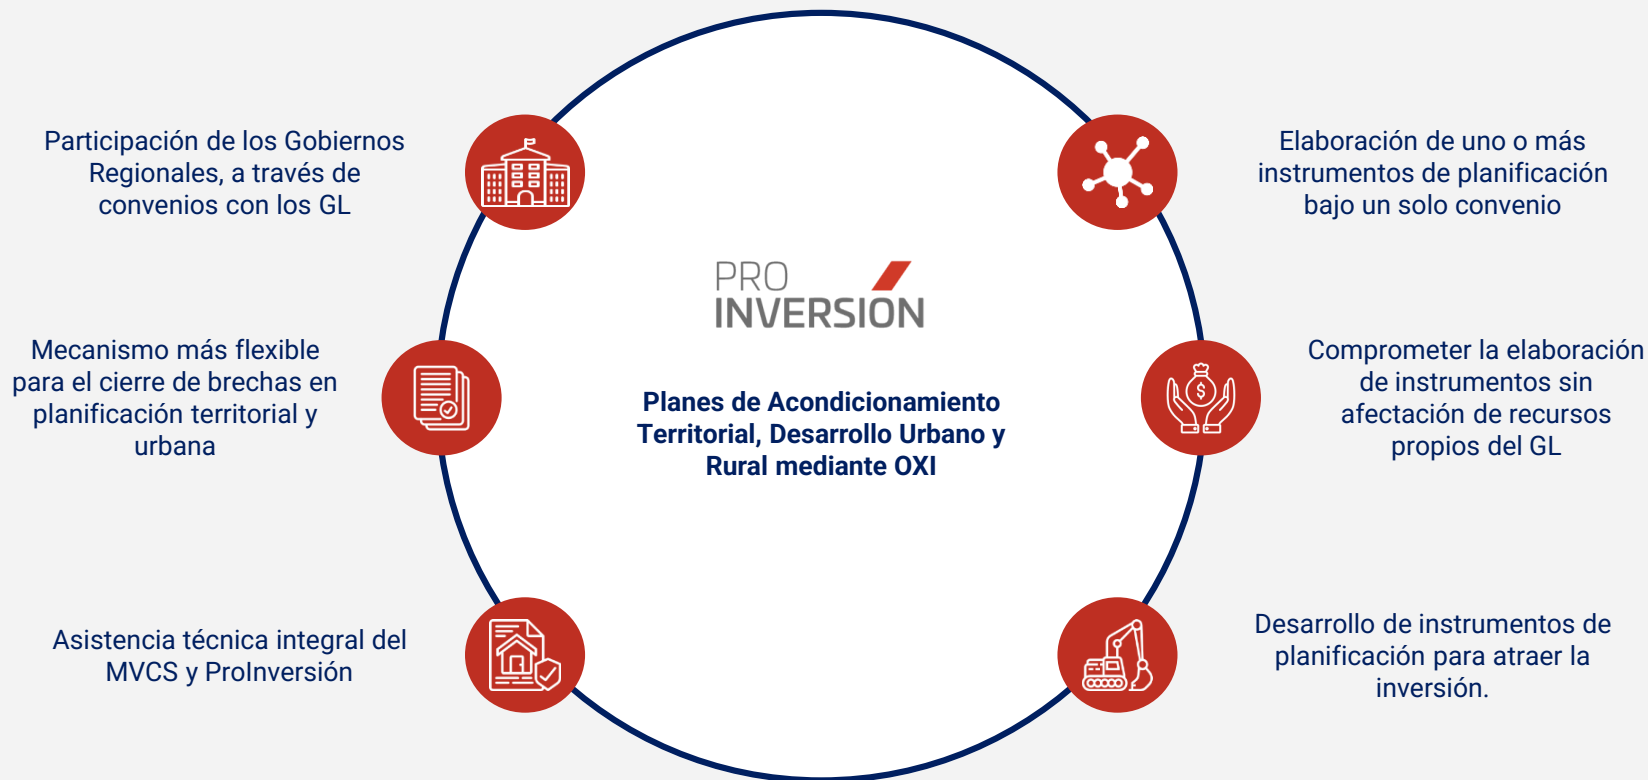 Participación de los Gobiernos
Regionales, a través de
convenios con los GL
Mecanismo más flexible
para el cierre de brechas en
planificación territorial y
urbana
Asistencia técnica integral del
MVCS y ProInversión
PRO
INVERSIÓN
Planes de Acondicionamiento
Territorial, Desarrollo Urbano y
Rural mediante OXI
Elaboración de uno o más
instrumentos de planificación
bajo un solo convenio
$
Comprometer la elaboración
de instrumentos sin
afectación de recursos
propios del GL
Desarrollo de instrumentos de
planificación para atraer la
inversión.